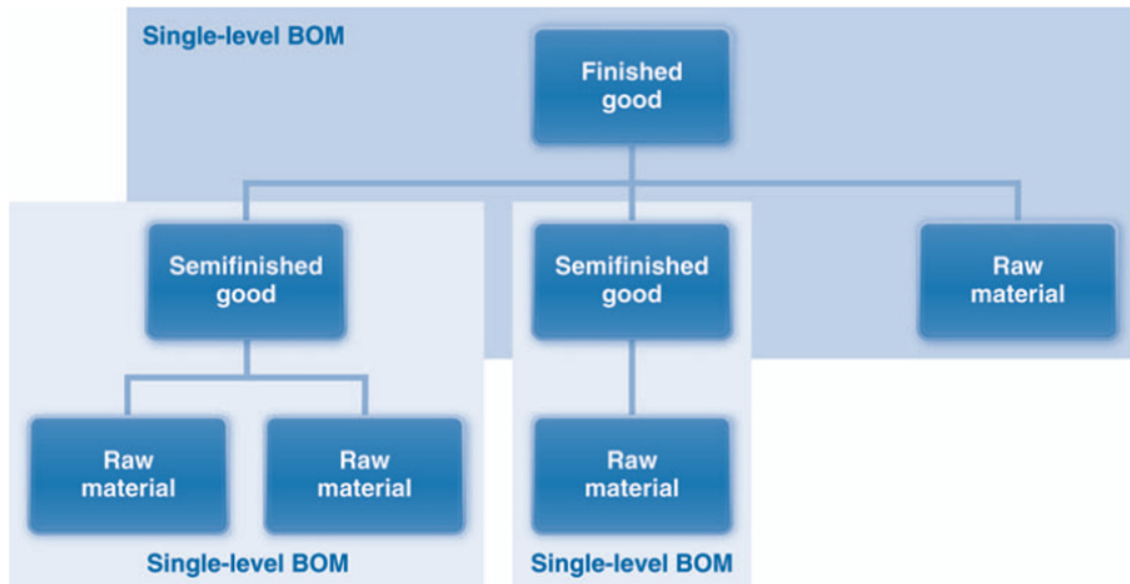 Single-level BOM
Finished
good
Semifinished
good
Semifinished
good
Raw
material
Raw
material
Raw
material
Raw
material
Single-level BOM
Single-level BOM